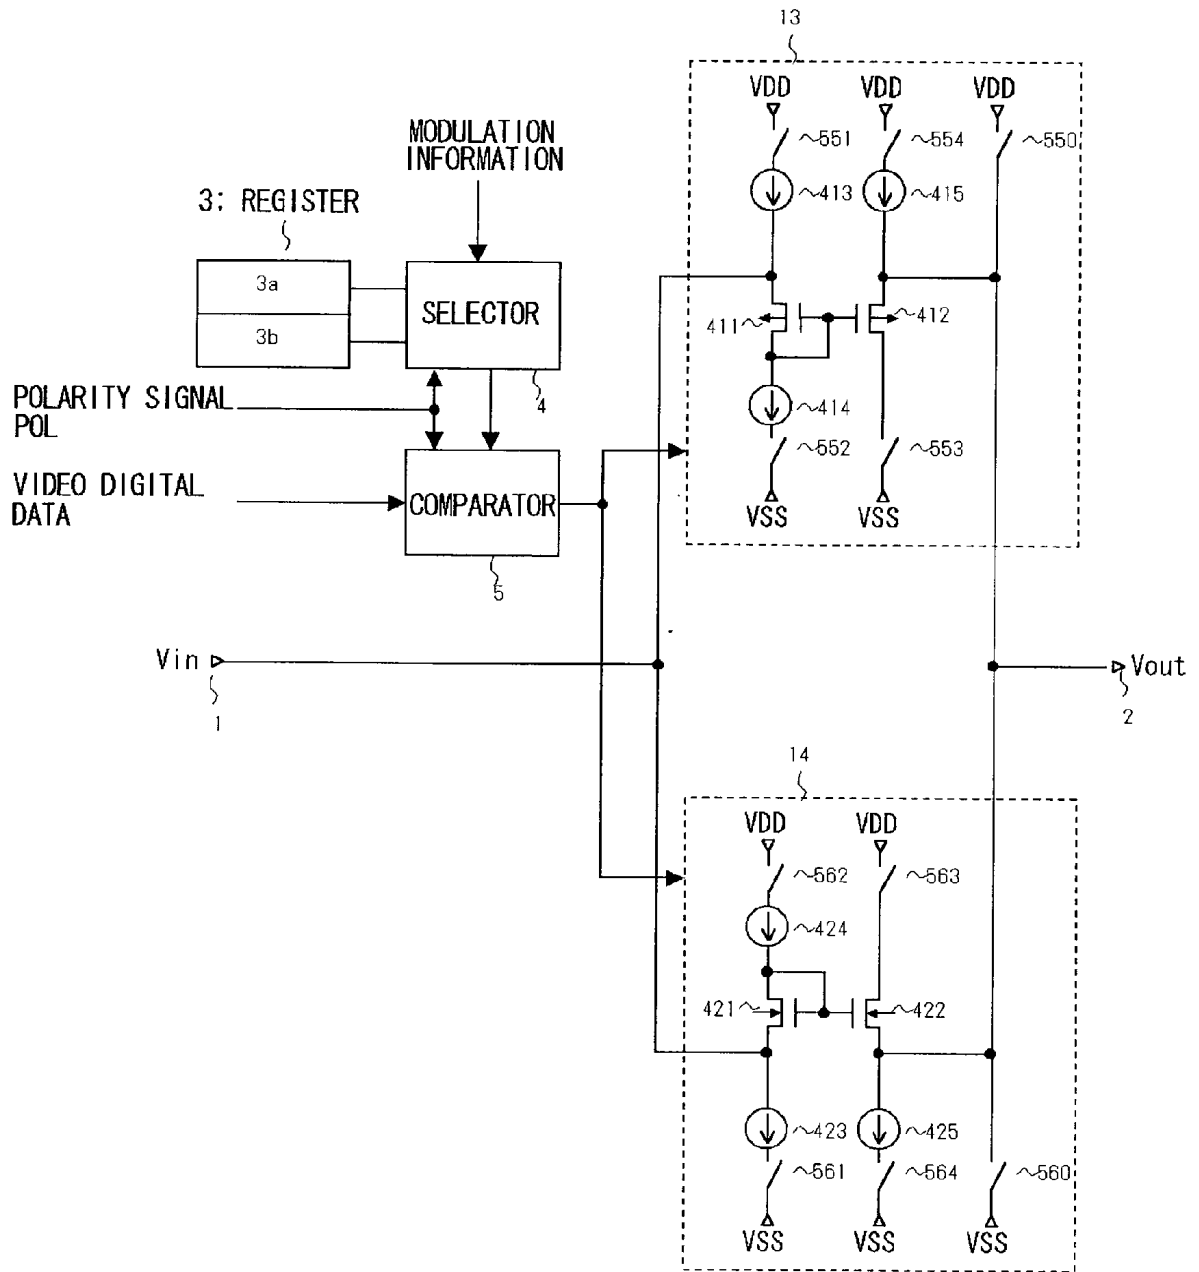 13
VDD VDD VDD
551 554 550
MODULATION
INFORMATION
413 415
3: REGISTER
3a
SELECTOR
3b
411 412
4
414
POLARITY SIGNAL
POL
552 553
VIDEO DIGITAL
DATA
COMPARATOR
VSS VSS
5
Vin
Vout
1
2
14
VDD VDD
562 563
424
421 422
423 425
561 564 560
VSS VSS VSS